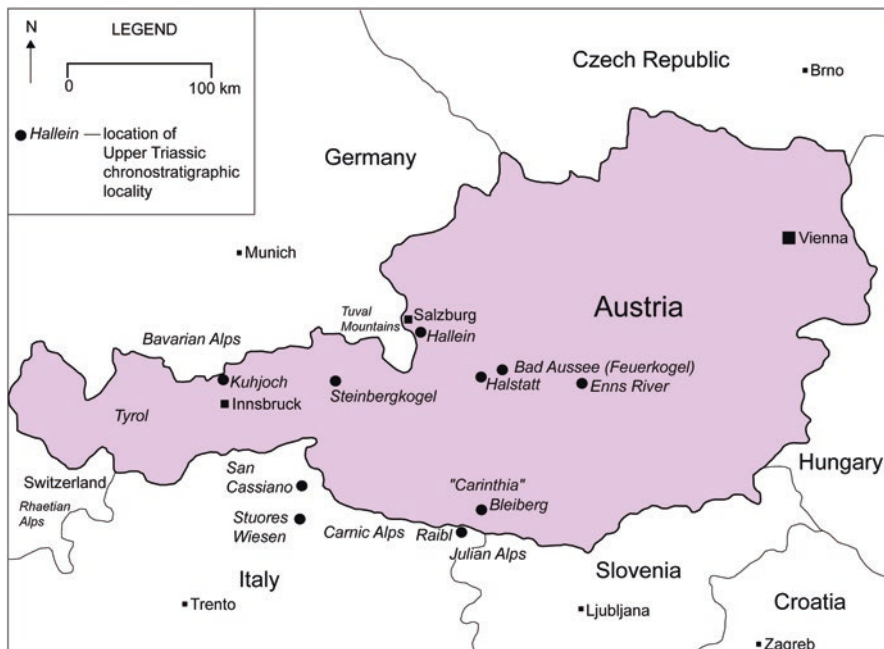 N
LEGEND
0 100 km
Hallein — location of
Upper Triassic
chronostratigraphic
locality
Czech Republic
Brno
Germany
Munich
Vienna
Austria
Tuval
Mountains
Salzburg
Hallein
Bavarian Alps
Kuhjoch
Innsbruck
Tyrol
Steinbergkogel
Bad Aussee (Feuerkogel)
Halstatt
Enns River
Hungary
Switzerland
Rhaetian
Alps
San
Cassiano
Stuores
Wiesen
"Carinthia"
Bleiberg
Carnic Alps
Raibl
Julian Alps
Italy
Slovenia
Croatia
Trento
Ljubljana
Zagreb